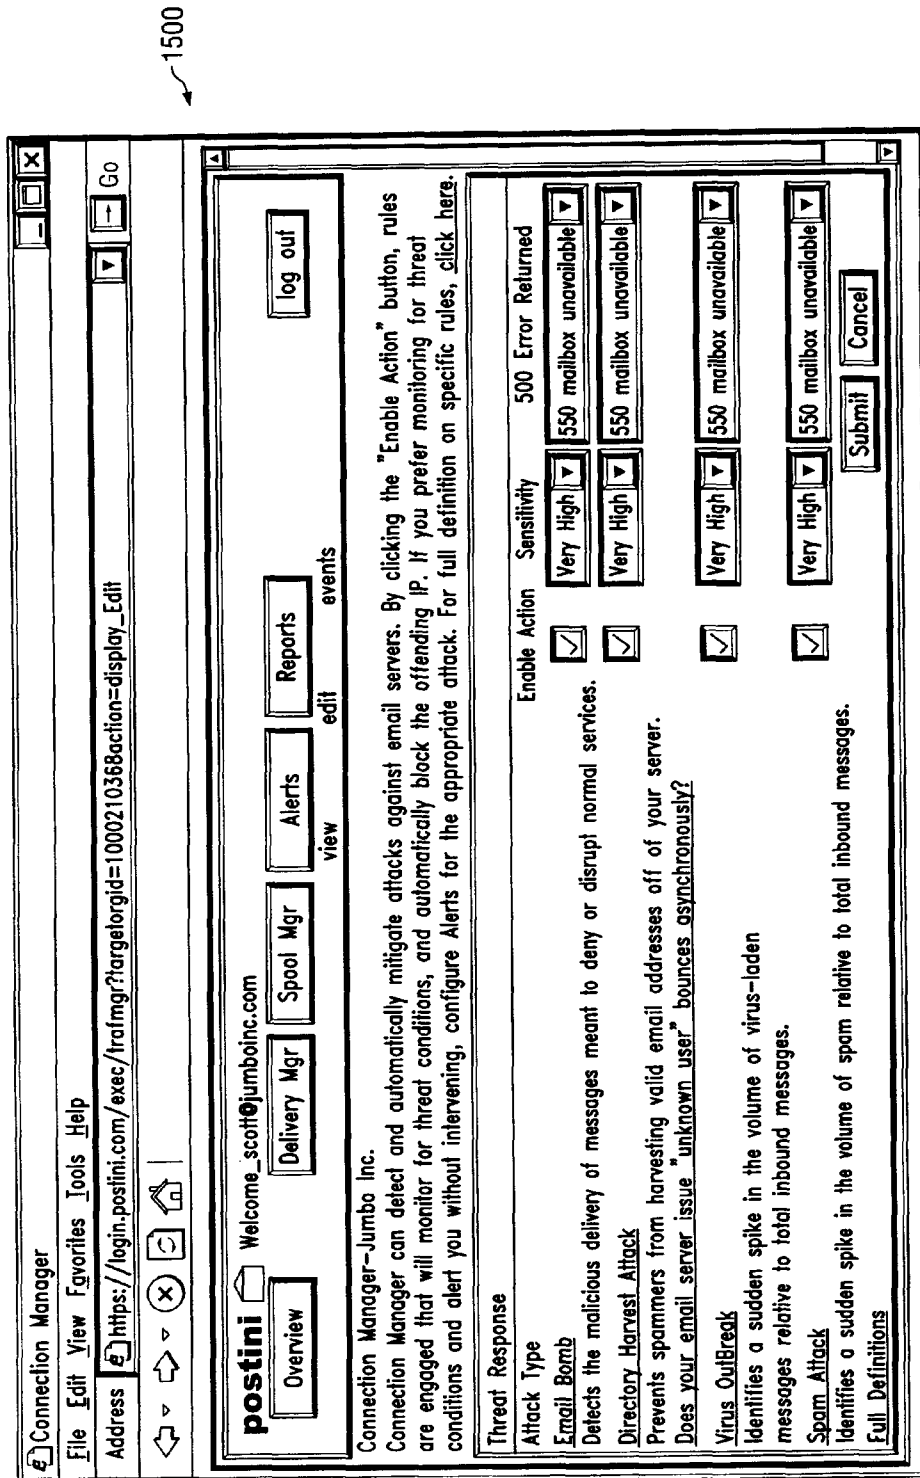 1500
Connection Manager
File Edit View Favorites Tools Help
Address https://login.postini.com/exec/trafmgr?targetorgid=100021036&action=display_Edit Go
postini Welcome_scott@jumboinc.com
Overview Delivery Mgr Spool Mgr Alerts Reports log out
view edit events
Connection Manager-Jumbo Inc.
Connection Manager can detect and automatically mitigate attacks against email servers. By clicking the "Enable Action" button, rules
are engaged that will monitor for threat conditions, and automatically block the offending IP. If you prefer monitoring for threat
conditions and alert you without intervening, configure Alerts for the appropriate attack. For full definition on specific rules, click here.
Threat Response
Attack Type Enable Action Sensitivity 500 Error Returned
Email Bomb Very High 550 mailbox unavailable
Detects the malicious delivery of messages meant to deny or disrupt normal services.
Directory Harvest Attack Very High 550 mailbox unavailable
Prevents spammers from harvesting valid email addresses off of your server.
Does your email server issue "unknown user" bounces asynchronously?
Virus OutBreak Very High 550 mailbox unavailable
Identifies a sudden spike in the volume of virus-laden
messages relative to total inbound messages.
Spam Attack Very High 550 mailbox unavailable
Identifies a sudden spike in the volume of spam relative to total inbound messages.
Full Definitions Submit Cancel